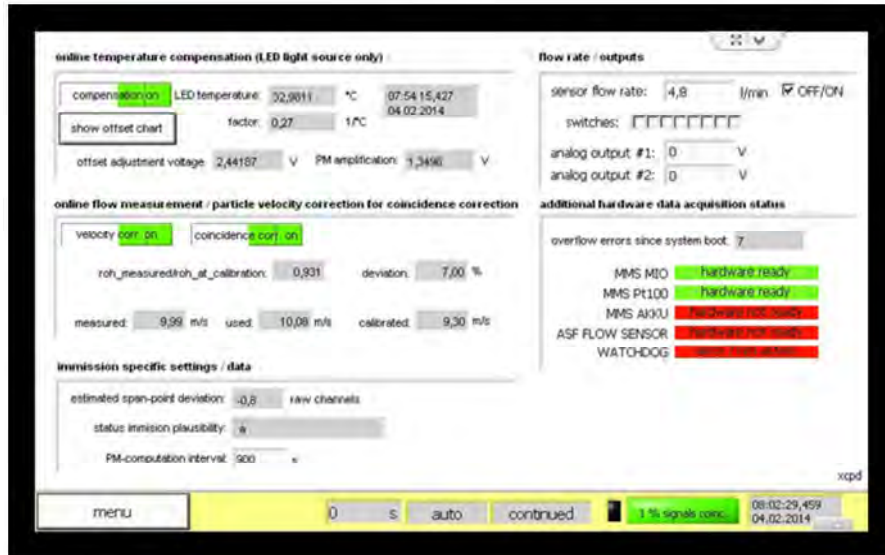 online temperature compensation (LED light source only)
compensation on LED temperature: 32,9811 °C 07:54:15,427
04.02.2014
show offset chart factor: 0,27 1/°C
offset adjustment voltage: 2,44187 V PM amplification: 1,3496 V
online flow measurement / particle velocity correction for coincidence correction
velocity corr. on coincidence corr. on
roh_measured/roh_at_calibration: 0,931 deviation: 7,00 %
measured: 9,99 m/s used: 10,08 m/s calibrated: 9,30 m/s
immission specific settings / data
estimated span-point deviation: -0,8 raw channels
status immision plausibility:
PM-computation interval: 900 s
flow rate / outputs
sensor flow rate: 4,8 l/min OFF/ON
switches:
analog output #1: 0 V
analog output #2: 0 V
additional hardware data acquisition status
overflow errors since system boot: 7
MMS MIO hardware ready
MMS Pt100 hardware ready
MMS AKKU hardware not ready
ASF FLOW SENSOR hardware not ready
WATCHDOG
xcpd
menu 0 s auto continued 1 % signals coinc. 08:02:29,459
04.02.2014